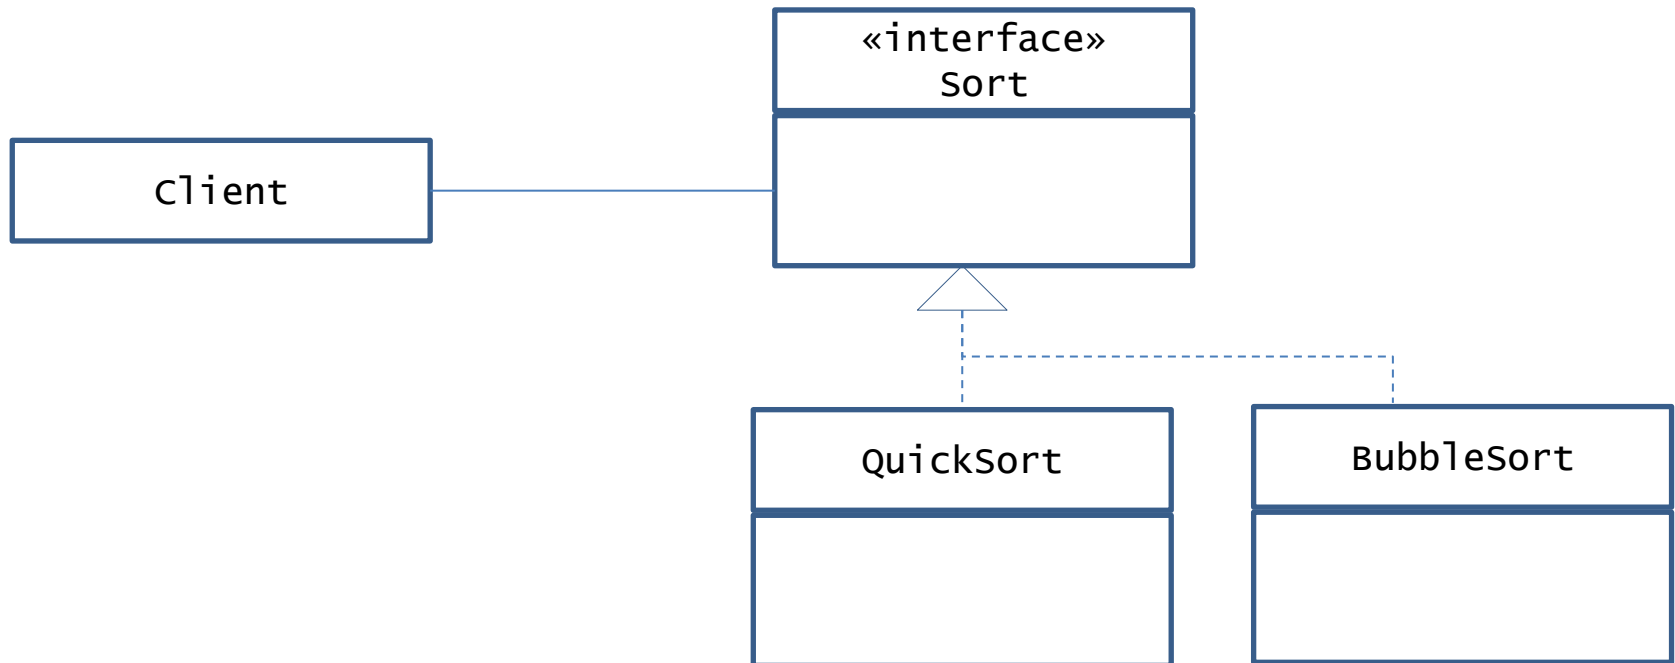 «interface»
Sort
Client
QuickSort
BubbleSort